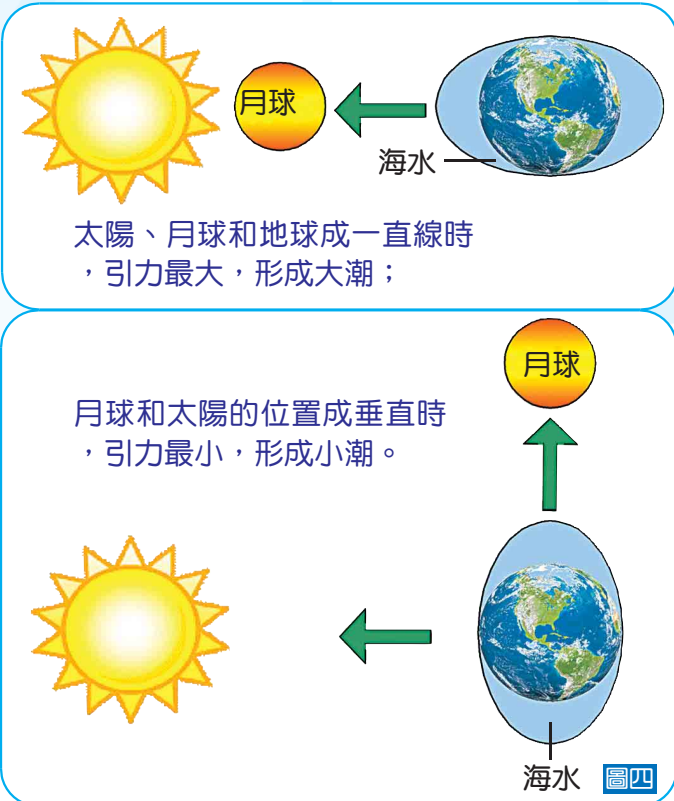 月球
海水
太陽、月球和地球成一直線時
，引力最大，形成大潮；
月球
月球和太陽的位置成垂直時
，引力最小，形成小潮。
海水
圖四